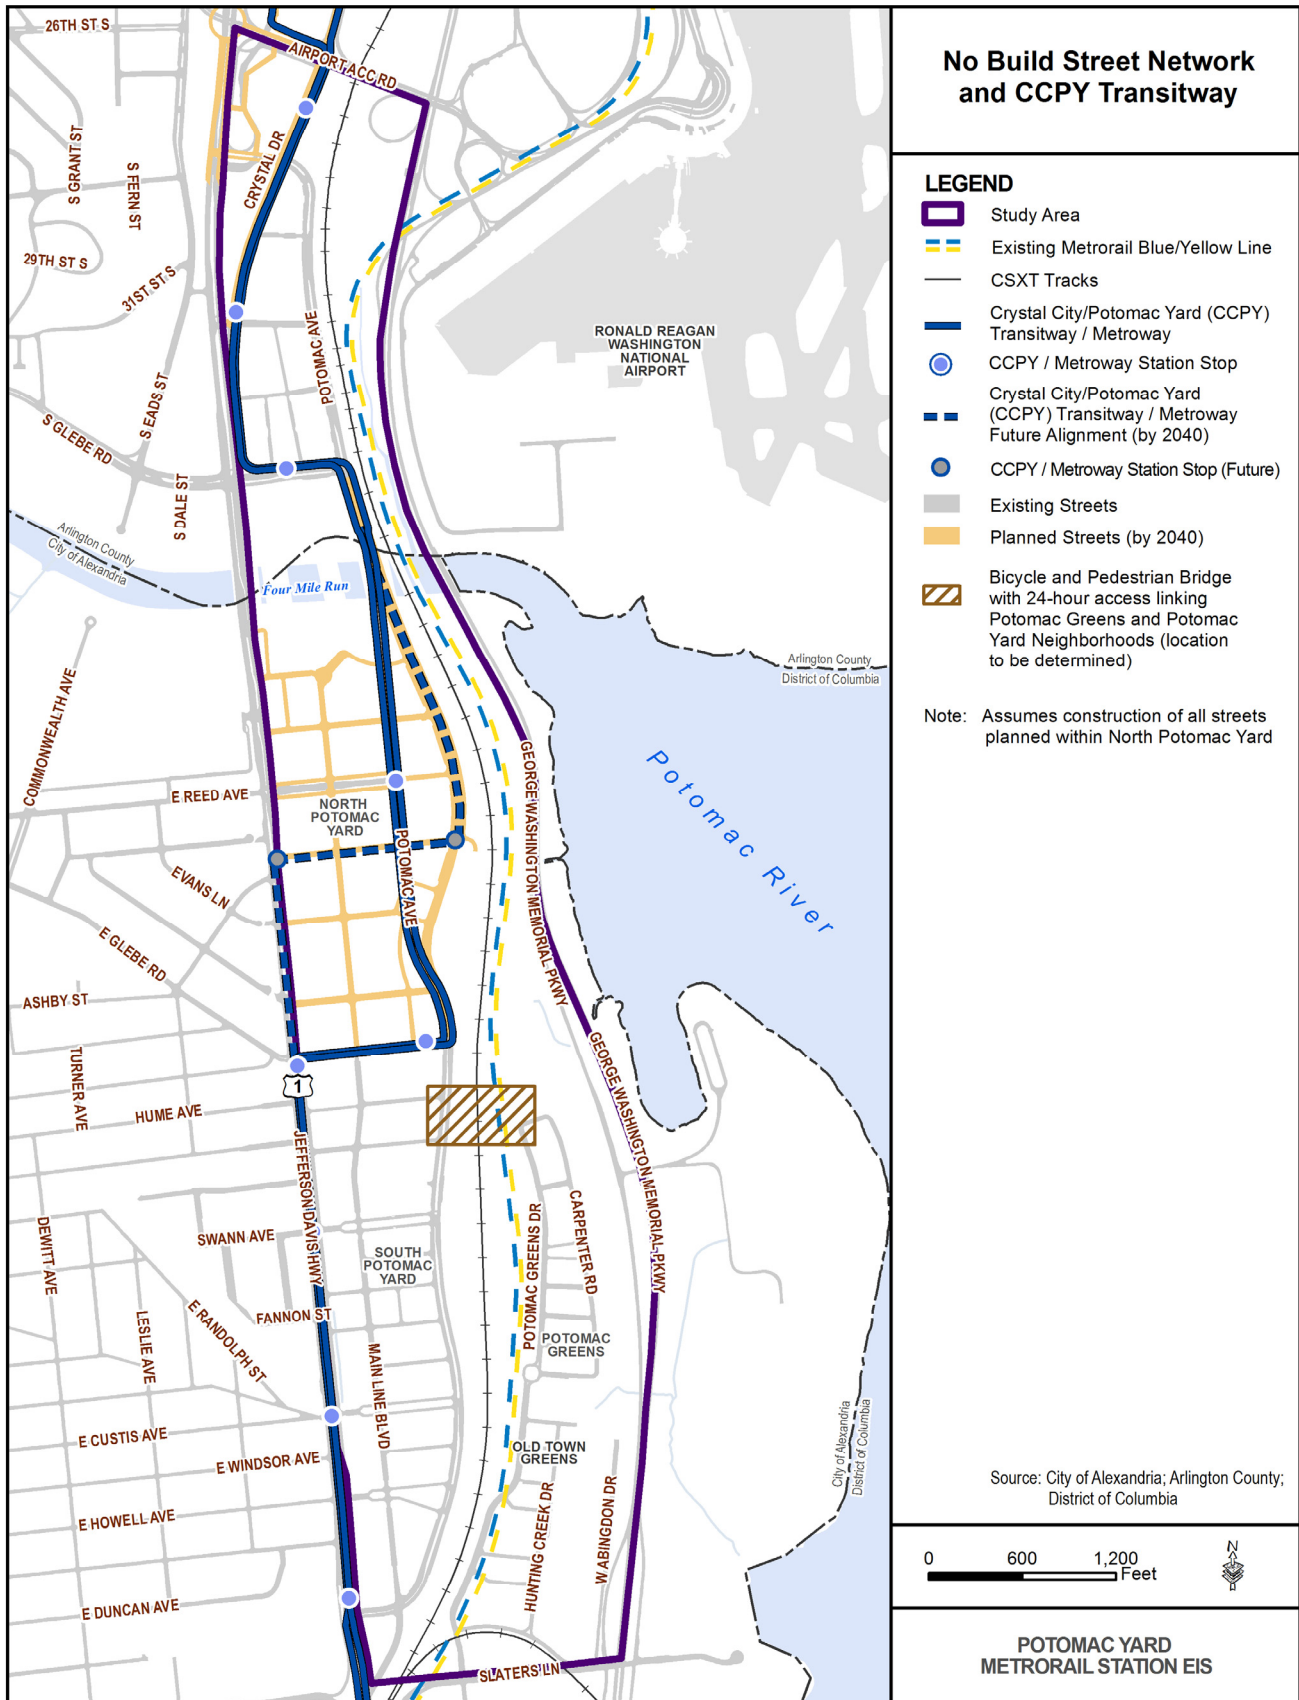 No Build Street Network
and CCPY Transitway
LEGEND
Study Area
Existing Metrorail Blue/Yellow Line
CSXT Tracks
Crystal City/Potomac Yard (CCPY)
Transitway / Metroway
CCPY / Metroway Station Stop
Crystal City/Potomac Yard
(CCPY) Transitway / Metroway
Future Alignment (by 2040)
CCPY / Metroway Station Stop (Future)
Existing Streets
Planned Streets (by 2040)
Bicycle and Pedestrian Bridge
with 24-hour access linking
Potomac Greens and Potomac
Yard Neighborhoods (location
to be determined)
Note: Assumes construction of all streets
planned within North Potomac Yard
Source: City of Alexandria; Arlington County;
District of Columbia
0 600 1,200
Feet
N
POTOMAC YARD
METRORAIL STATION EIS
26TH ST S
AIRPORT ACC RD
S GRANT ST
S FERN ST
CRYSTAL DR
29TH ST S
31ST ST S
POTOMAC AVE
RONALD REAGAN
WASHINGTON
NATIONAL
AIRPORT
S EADS ST
S GLEBE RD
S DALE ST
Arlington County
City of Alexandria
Four Mile Run
Arlington County
District of Columbia
COMMONWEALTH AVE
E REED AVE
NORTH
POTOMAC
YARD
POTOMAC AVE
GEORGE WASHINGTON MEMORIAL PKWY
Potomac River
EVANS LN
E GLEBE RD
ASHBY ST
TURNER AVE
1
HUME AVE
GEORGE WASHINGTON MEMORIAL PKWY
JEFFERSON DAVIS HWY
DEWITT AVE
SWANN AVE
SOUTH
POTOMAC
YARD
POTOMAC GREENS DR
CARPENTER RD
E RANDOLPH ST
FANNON ST
LESLIE AVE
POTOMAC
GREENS
MAIN LINE BLVD
E CUSTIS AVE
E WINDSOR AVE
OLD TOWN
GREENS
City of Alexandria
District of Columbia
E HOWELL AVE
HUNTING CREEK DR
W ABINGDON DR
E DUNCAN AVE
SLATERS LN